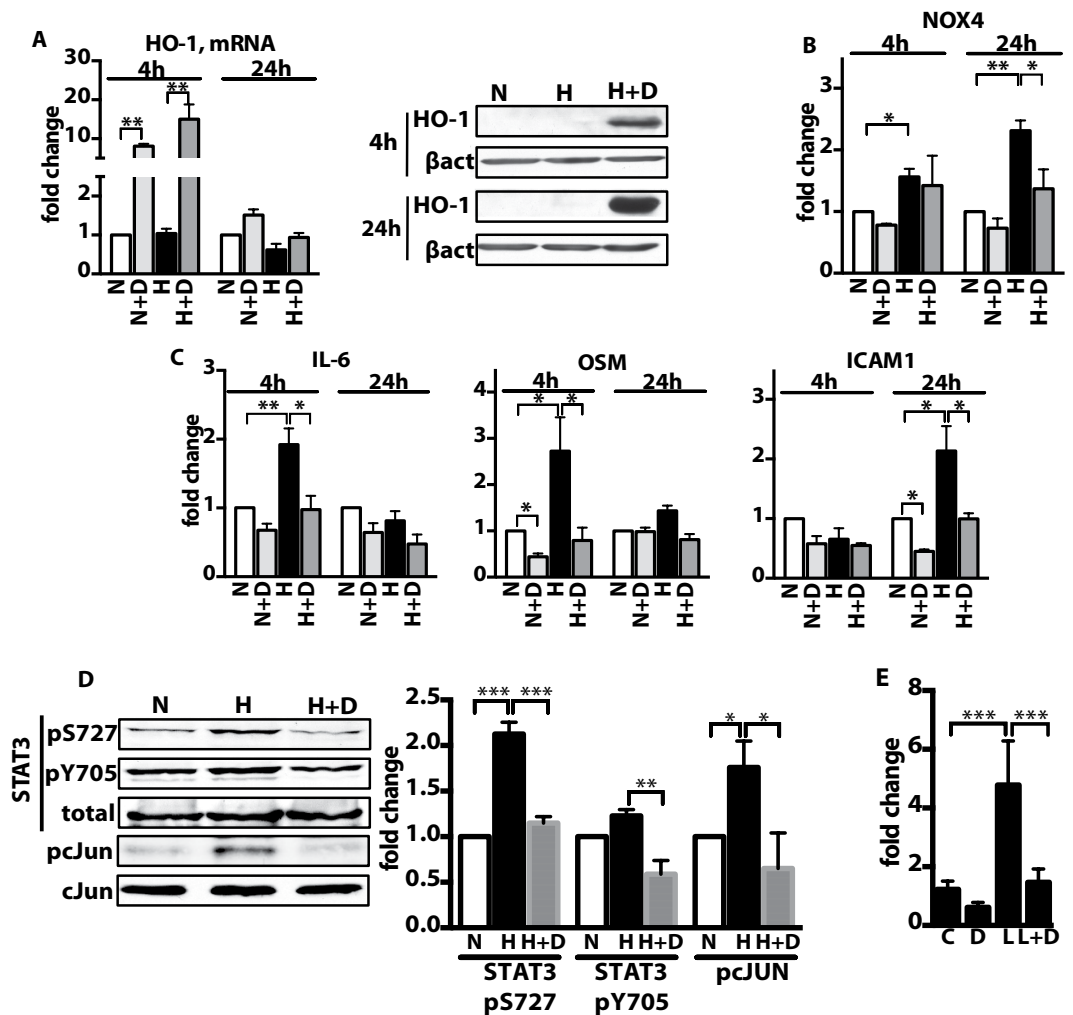 A
HO-1, mRNA
4h
24h
fold change
30
20
10
2
1
0
**
**
N
N+D
H
H+D
N
N+D
H
H+D
N
H
H+D
4h
HO-1
βact
24h
HO-1
βact
B
NOX4
4h
24h
3
2
1
0
*
**
*
N
N+D
H
H+D
N
N+D
H
H+D
C
IL-6
4h
24h
fold change
3
2
1
0
**
*
N
N+D
H
H+D
N
N+D
H
H+D
OSM
4h
24h
4
3
2
1
0
*
*
*
N
N+D
H
H+D
N
N+D
H
H+D
ICAM1
4h
24h
3
2
1
0
*
*
*
N
N+D
H
H+D
N
N+D
H
H+D
D
N
H
H+D
STAT3
pS727
pY705
total
pcJun
cJun
fold change
2.5
2.0
1.0
0.5
0.0
***
***
**
*
*
N
H
H+D
N
H
H+D
N
H
H+D
STAT3
pS727
STAT3
pY705
pcJUN
E
fold change
8
6
4
2
0
***
***
C
D
L
L+D